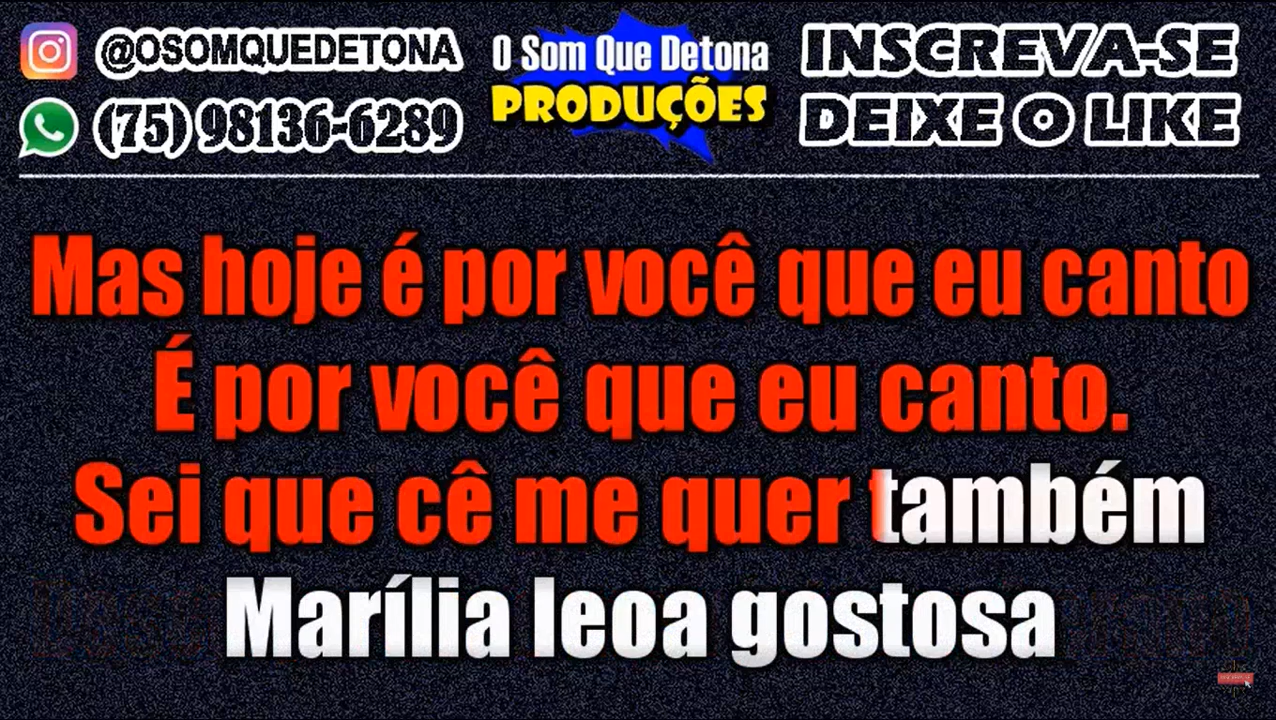 @OSOMQUEDETONA
(75) 98136-6289
O Som Que Detona
PRODUÇÕES
INSCREVA-SE
DEIXE O LIKE
Mas hoje é por você que eu canto
É por você que eu canto.
Sei que cê me quer também
Marília leoa gostosa